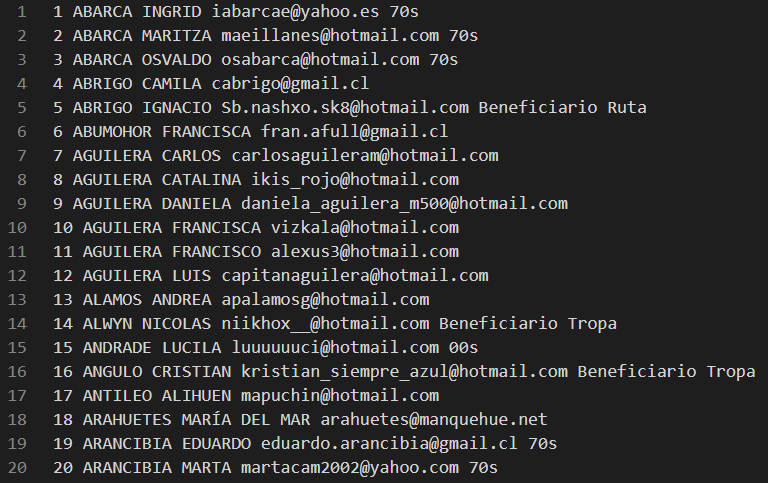 1 1 ABARCA INGRID iabarcae@yahoo.es 70s
2 2 ABARCA MARITZA maeillanes@hotmail.com 70s
3 3 ABARCA OSVALDO osabarca@hotmail.com 70s
4 4 ABRIGO CAMILA cabrigo@gmail.cl
5 5 ABRIGO IGNACIO Sb.nashxo.sk8@hotmail.com Beneficiario Ruta
6 6 ABUMOHOR FRANCISCA fran.afull@gmail.cl
7 7 AGUILERA CARLOS carlosaguileram@hotmail.com
8 8 AGUILERA CATALINA ikis_rojo@hotmail.com
9 9 AGUILERA DANIELA daniela_aguilera_m500@hotmail.com
10 10 AGUILERA FRANCISCA vizkala@hotmail.com
11 11 AGUILERA FRANCISCO alexus3@hotmail.com
12 12 AGUILERA LUIS capitanaguilera@hotmail.com
13 13 ALAMOS ANDREA apalamosg@hotmail.com
14 14 ALWYN NICOLAS niikhox__@hotmail.com Beneficiario Tropa
15 15 ANDRADE LUCILA luuuuuuci@hotmail.com 00s
16 16 ANGULO CRISTIAN kristian_siempre_azul@hotmail.com Beneficiario Tropa
17 17 ANTILEO ALIHUEN mapuchin@hotmail.com
18 18 ARAHUETES MARÍA DEL MAR arahuetes@manquehue.net
19 19 ARANCIBIA EDUARDO eduardo.arancibia@gmail.cl 70s
20 20 ARANCIBIA MARTA martacam2002@yahoo.com 70s